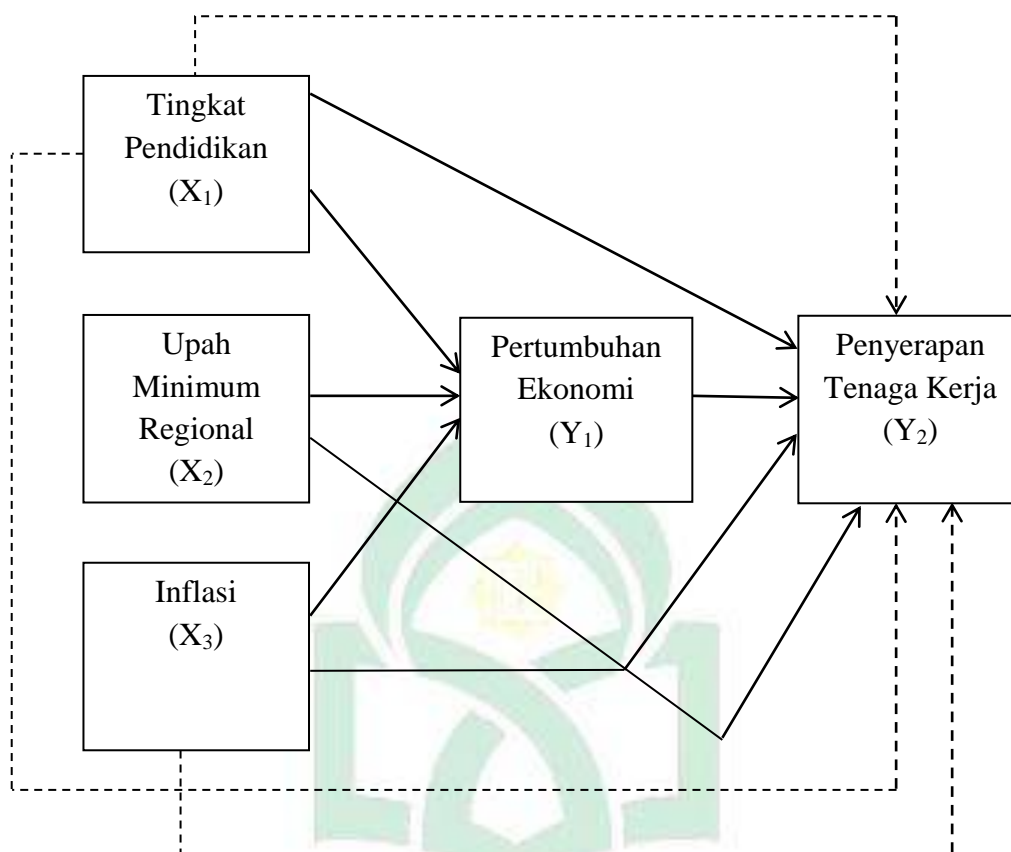 Tingkat
Pendidikan
(X₁)
Upah
Minimum
Regional
(X₂)
Inflasi
(X₃)
Pertumbuhan
Ekonomi
(Y₁)
Penyerapan
Tenaga Kerja
(Y₂)